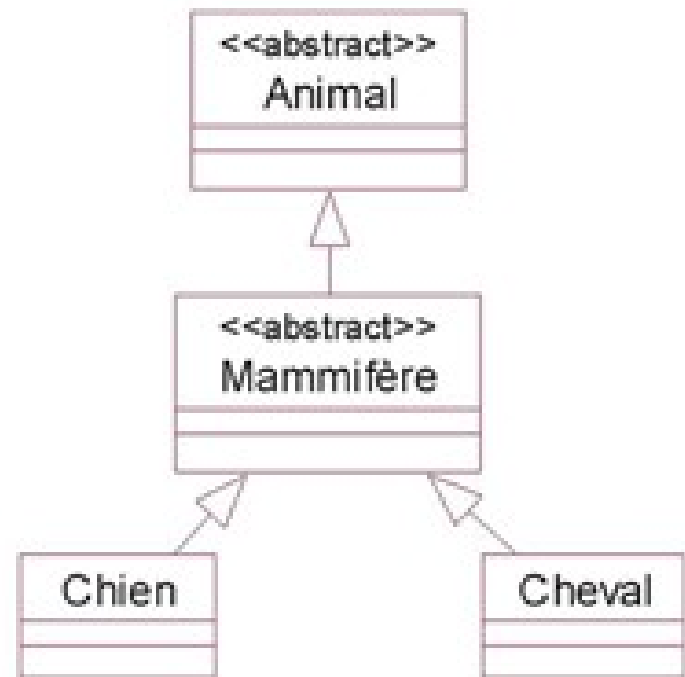 <<abstract>>
Animal
<<abstract>>
Mammifère
Chien
Cheval